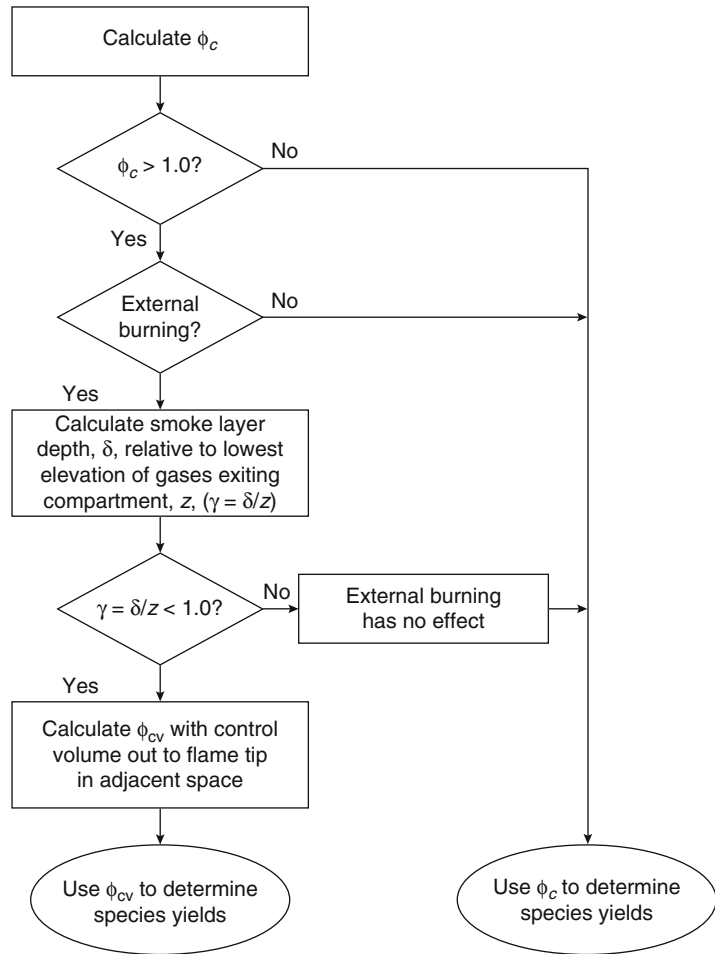 Calculate ϕc
ϕc > 1.0?
No
Yes
External
burning?
No
Yes
Calculate smoke layer
depth, δ, relative to lowest
elevation of gases exiting
compartment, z, (γ = δ/z)
γ = δ/z < 1.0?
No
External burning
has no effect
Yes
Calculate ϕcv with control
volume out to flame tip
in adjacent space
Use ϕcv to determine
species yields
Use ϕc to determine
species yields